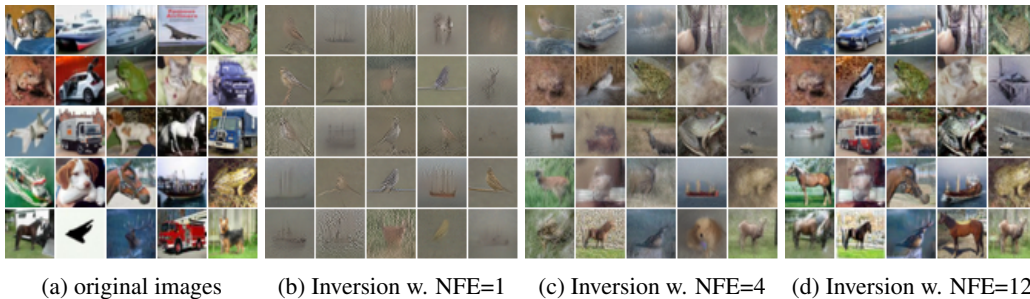 (a) original images
(b) Inversion w. NFE=1
(c) Inversion w. NFE=4
(d) Inversion w. NFE=12